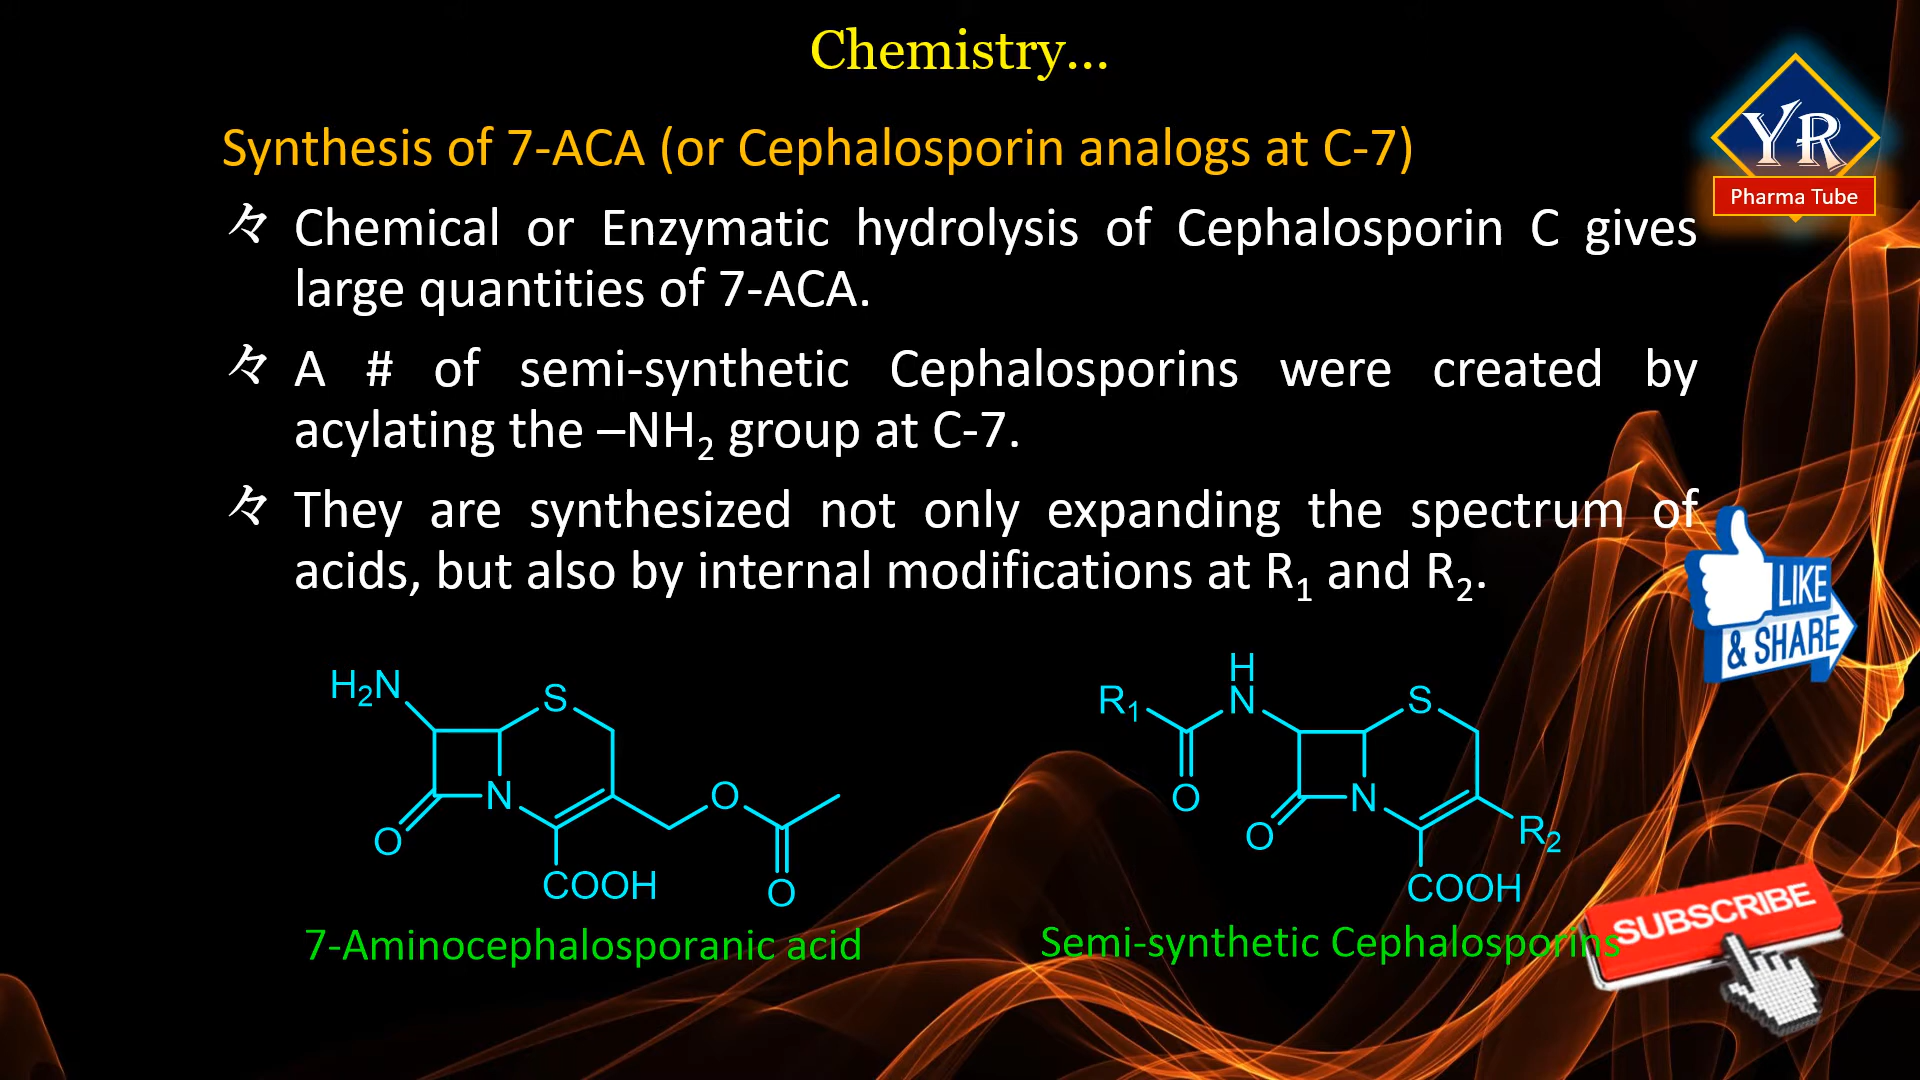 Chemistry...
YR
Pharma Tube
Synthesis of 7-ACA (or Cephalosporin analogs at C-7)
々 Chemical or Enzymatic hydrolysis of Cephalosporin C gives
large quantities of 7-ACA.
々 A # of semi-synthetic Cephalosporins were created by
acylating the –NH₂ group at C-7.
々 They are synthesized not only expanding the spectrum of
acids, but also by internal modifications at R₁ and R₂.
LIKE
& SHARE
H₂N
S
N
O
O
O
COOH
7-Aminocephalosporanic acid
R₁
H
N
S
O
O
N
R₂
COOH
Semi-synthetic Cephalosporins
SUBSCRIBE